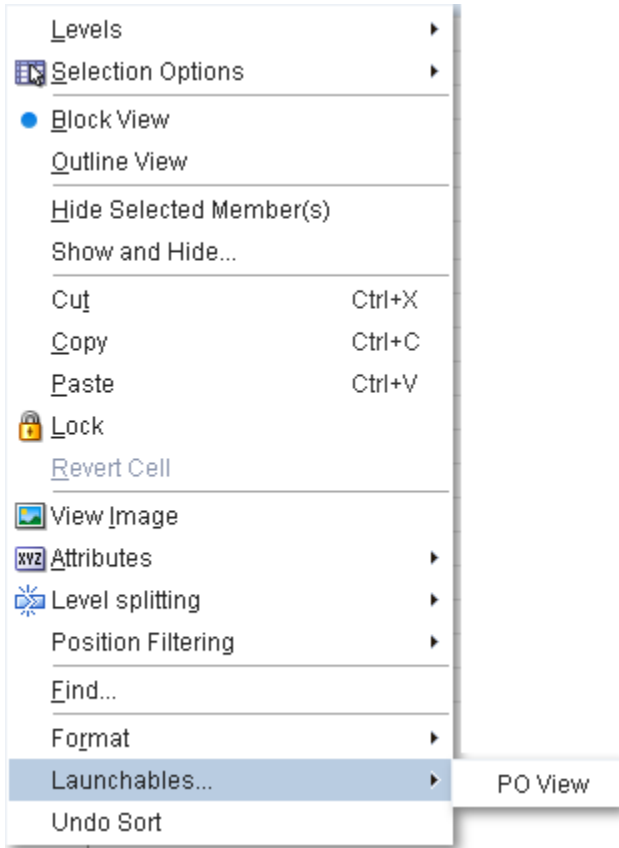 Levels
Selection Options
Block View
Outline View
Hide Selected Member(s)
Show and Hide...
Cut Ctrl+X
Copy Ctrl+C
Paste Ctrl+V
Lock
Revert Cell
View Image
XYZ Attributes
Level splitting
Position Filtering
Find...
Format
Launchables... PO View
Undo Sort